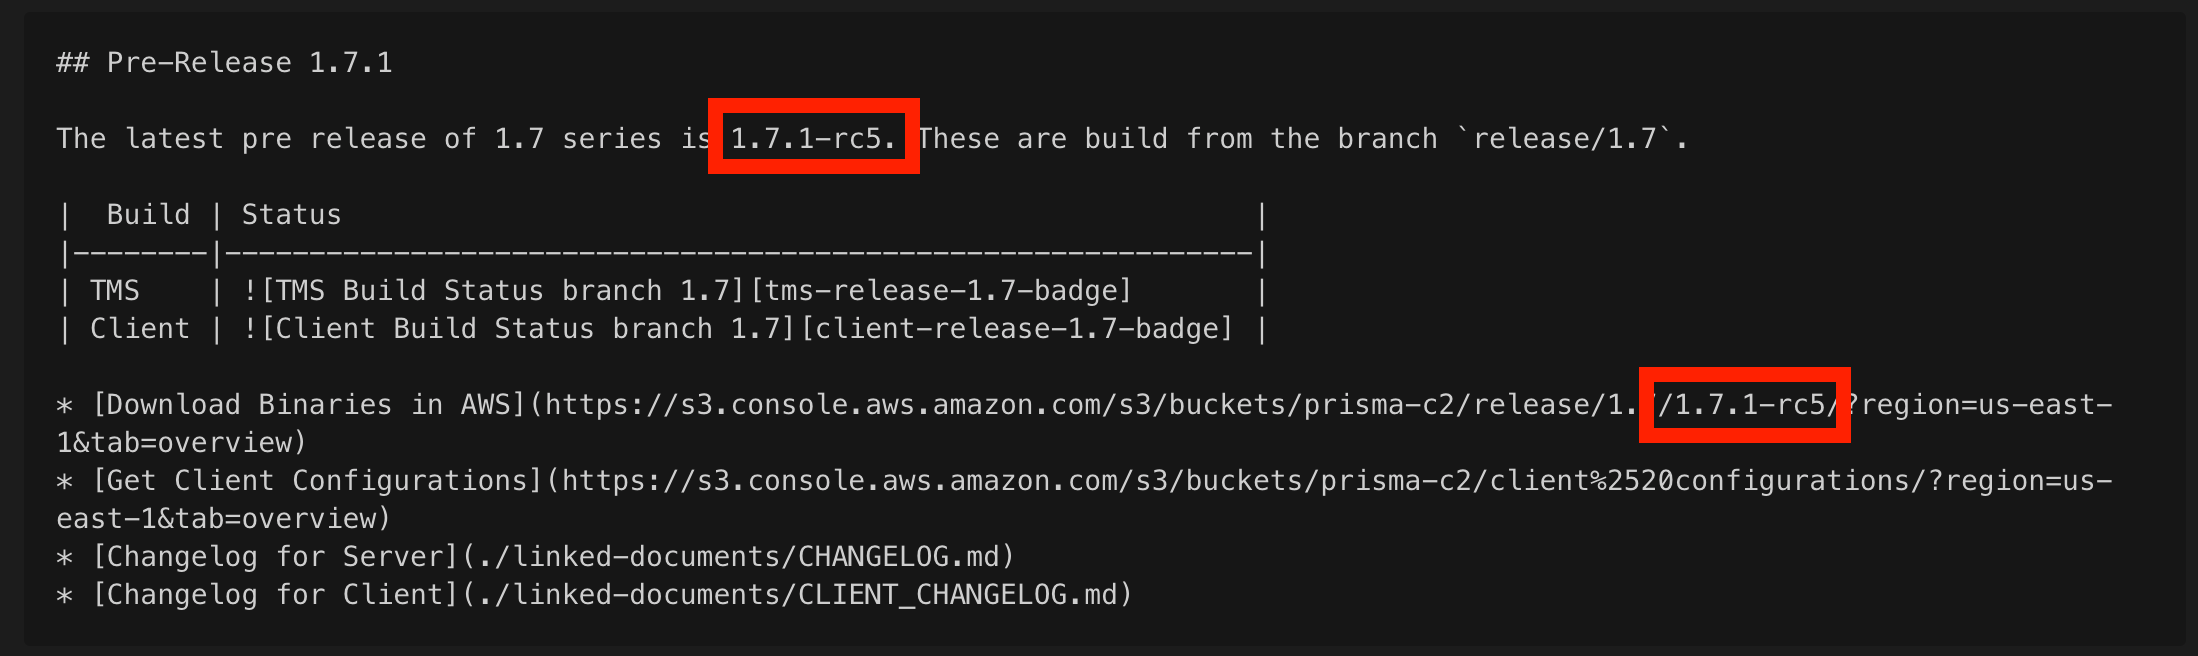 ## Pre-Release 1.7.1
The latest pre release of 1.7 series is 1.7.1-rc5. These are build from the branch `release/1.7`.
|  Build | Status                                                      |
|--------|-------------------------------------------------------------|
| TMS    | ![TMS Build Status branch 1.7][tms-release-1.7-badge]       |
| Client | ![Client Build Status branch 1.7][client-release-1.7-badge] |
* [Download Binaries in AWS](https://s3.console.aws.amazon.com/s3/buckets/prisma-c2/release/1.7/1.7.1-rc5/?region=us-east-
1&tab=overview)
* [Get Client Configurations](https://s3.console.aws.amazon.com/s3/buckets/prisma-c2/client%2520configurations/?region=us-
east-1&tab=overview)
* [Changelog for Server](./linked-documents/CHANGELOG.md)
* [Changelog for Client](./linked-documents/CLIENT_CHANGELOG.md)